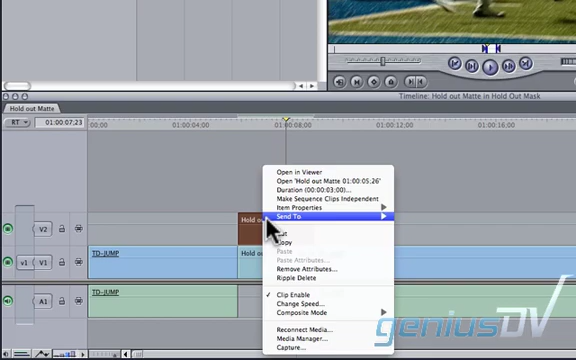 Timeline: Hold out Matte in Hold Out Mask
Hold out Matte
RT
01:00:07;23
00;00
01:00:04;00
01:00:08;00
01:00:12;00
01:00:16;00
Open in Viewer
Open 'Hold out Matte 01:00:05:26'
Duration (00:00:03;00)...
Make Sequence Clips Independent
Item Properties
V2
Hold ou
Send To
Cut
Copy
Paste
v1
V1
TD-JUMP
Hold out
Paste Attributes...
Remove Attributes...
Ripple Delete
A1
TD-JUMP
Clip Enable
Change Speed...
Composite Mode
geniusDV
Reconnect Media...
Media Manager...
Capture...